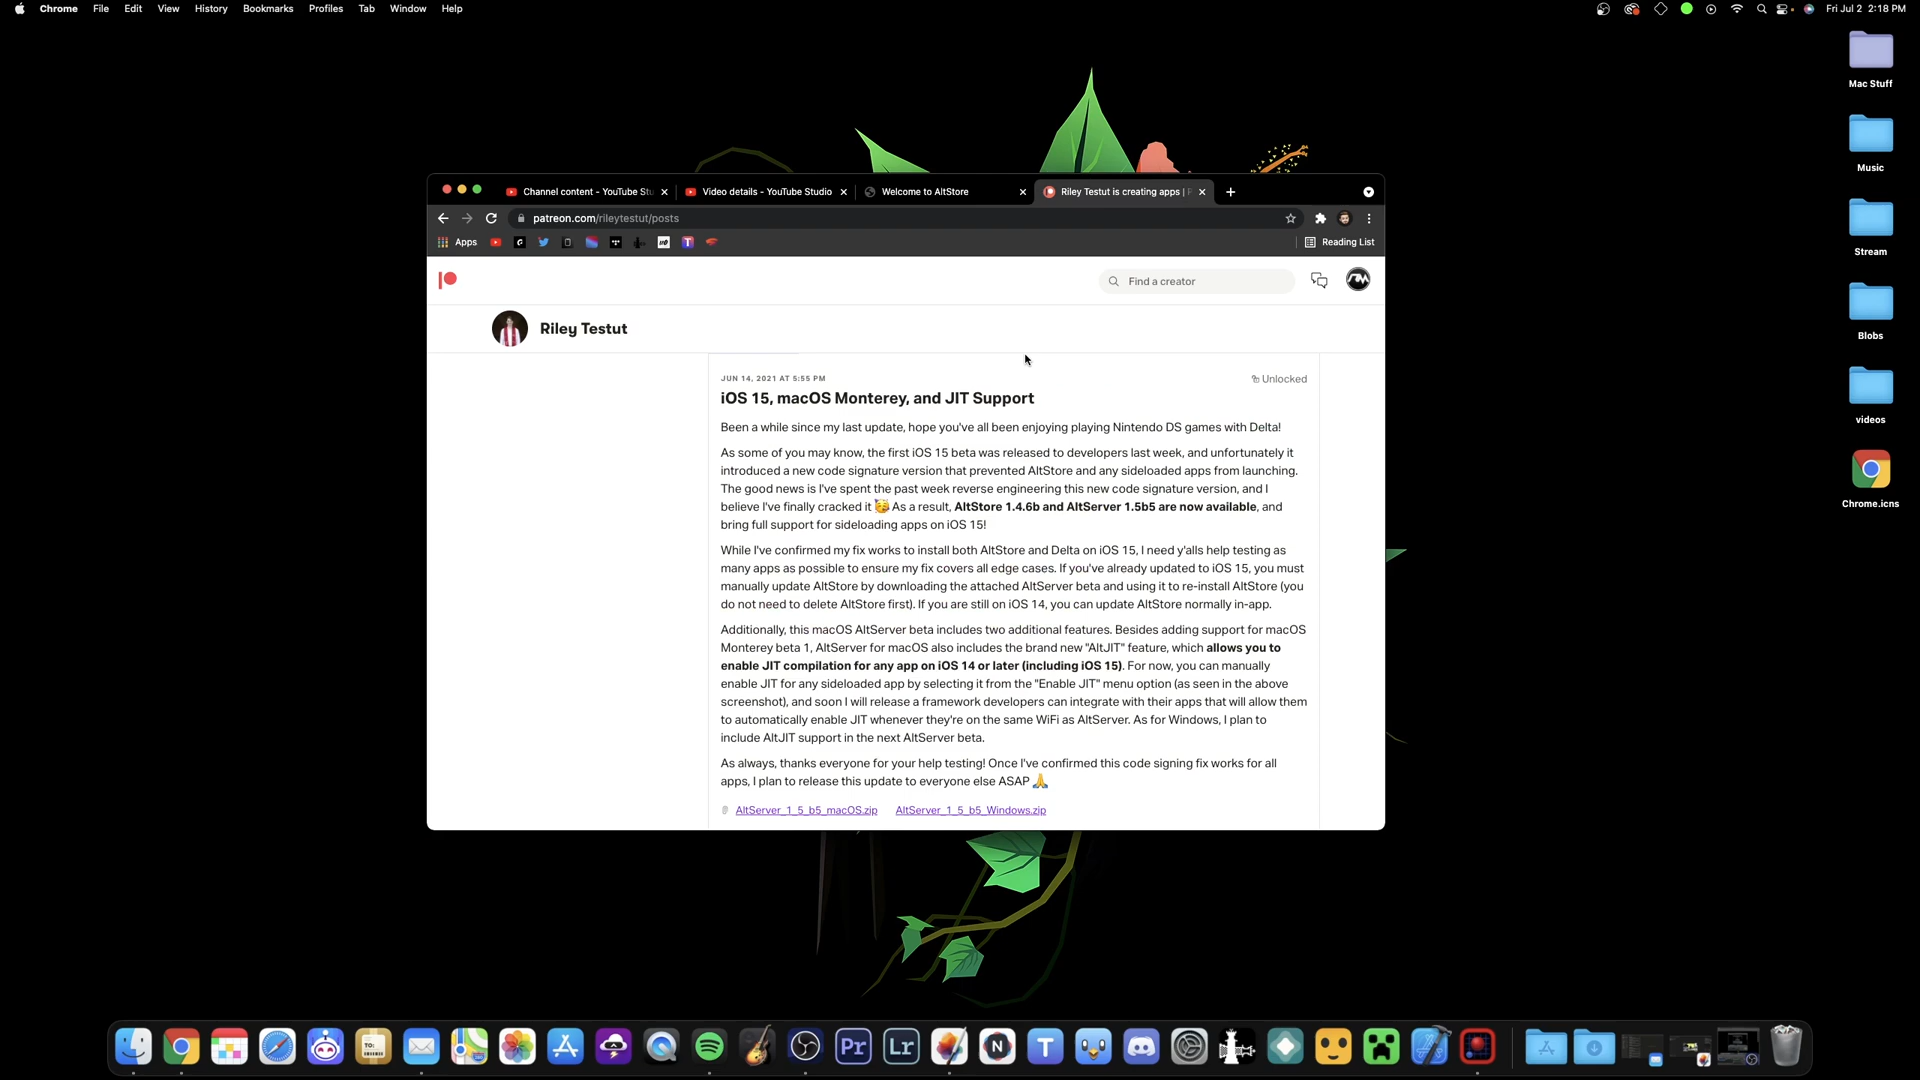 Chrome File Edit View History Bookmarks Profiles Tab Window Help
Fri Jul 2 2:18 PM
Mac Stuff
Music
Stream
Blobs
videos
Chrome.icns
Channel content - YouTube Stu
Video details - YouTube Studio
Welcome to AltStore
Riley Testut is creating apps | P
patreon.com/rileytestut/posts
Apps
Reading List
Find a creator
Riley Testut
JUN 14, 2021 AT 5:55 PM
Unlocked
iOS 15, macOS Monterey, and JIT Support
Been a while since my last update, hope you've all been enjoying playing Nintendo DS games with Delta!
As some of you may know, the first iOS 15 beta was released to developers last week, and unfortunately it
introduced a new code signature version that prevented AltStore and any sideloaded apps from launching.
The good news is I've spent the past week reverse engineering this new code signature version, and I
believe I've finally cracked it 🥳 As a result, AltStore 1.4.6b and AltServer 1.5b5 are now available, and
bring full support for sideloading apps on iOS 15!
While I've confirmed my fix works to install both AltStore and Delta on iOS 15, I need y'alls help testing as
many apps as possible to ensure my fix covers all edge cases. If you've already updated to iOS 15, you must
manually update AltStore by downloading the attached AltServer beta and using it to re-install AltStore (you
do not need to delete AltStore first). If you are still on iOS 14, you can update AltStore normally in-app.
Additionally, this macOS AltServer beta includes two additional features. Besides adding support for macOS
Monterey beta 1, AltServer for macOS also includes the brand new "AltJIT" feature, which allows you to
enable JIT compilation for any app on iOS 14 or later (including iOS 15). For now, you can manually
enable JIT for any sideloaded app by selecting it from the "Enable JIT" menu option (as seen in the above
screenshot), and soon I will release a framework developers can integrate with their apps that will allow them
to automatically enable JIT whenever they're on the same WiFi as AltServer. As for Windows, I plan to
include AltJIT support in the next AltServer beta.
As always, thanks everyone for your help testing! Once I've confirmed this code signing fix works for all
apps, I plan to release this update to everyone else ASAP 🙏
AltServer_1_5_b5_macOS.zip
AltServer_1_5_b5_Windows.zip
Pr
Lr
N
T